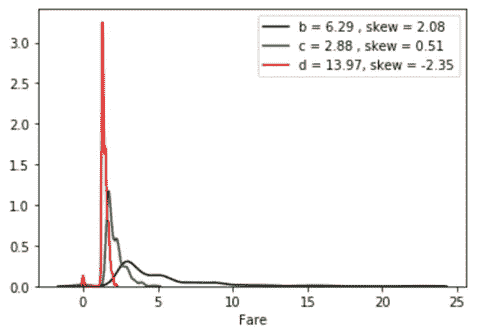 b = 6.29 , skew = 2.08
c = 2.88 , skew = 0.51
d = 13.97, skew = -2.35
3.0
2.5
2.0
1.5
1.0
0.5
0.0
0 5 10 15 20 25
Fare